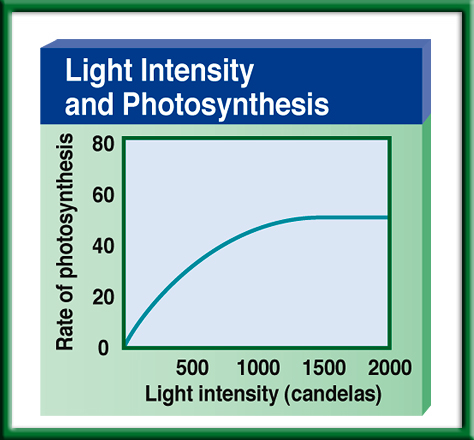 Light Intensity
and Photosynthesis
Rate of photosynthesis
80
60
40
20
0
500 1000 1500 2000
Light intensity (candelas)